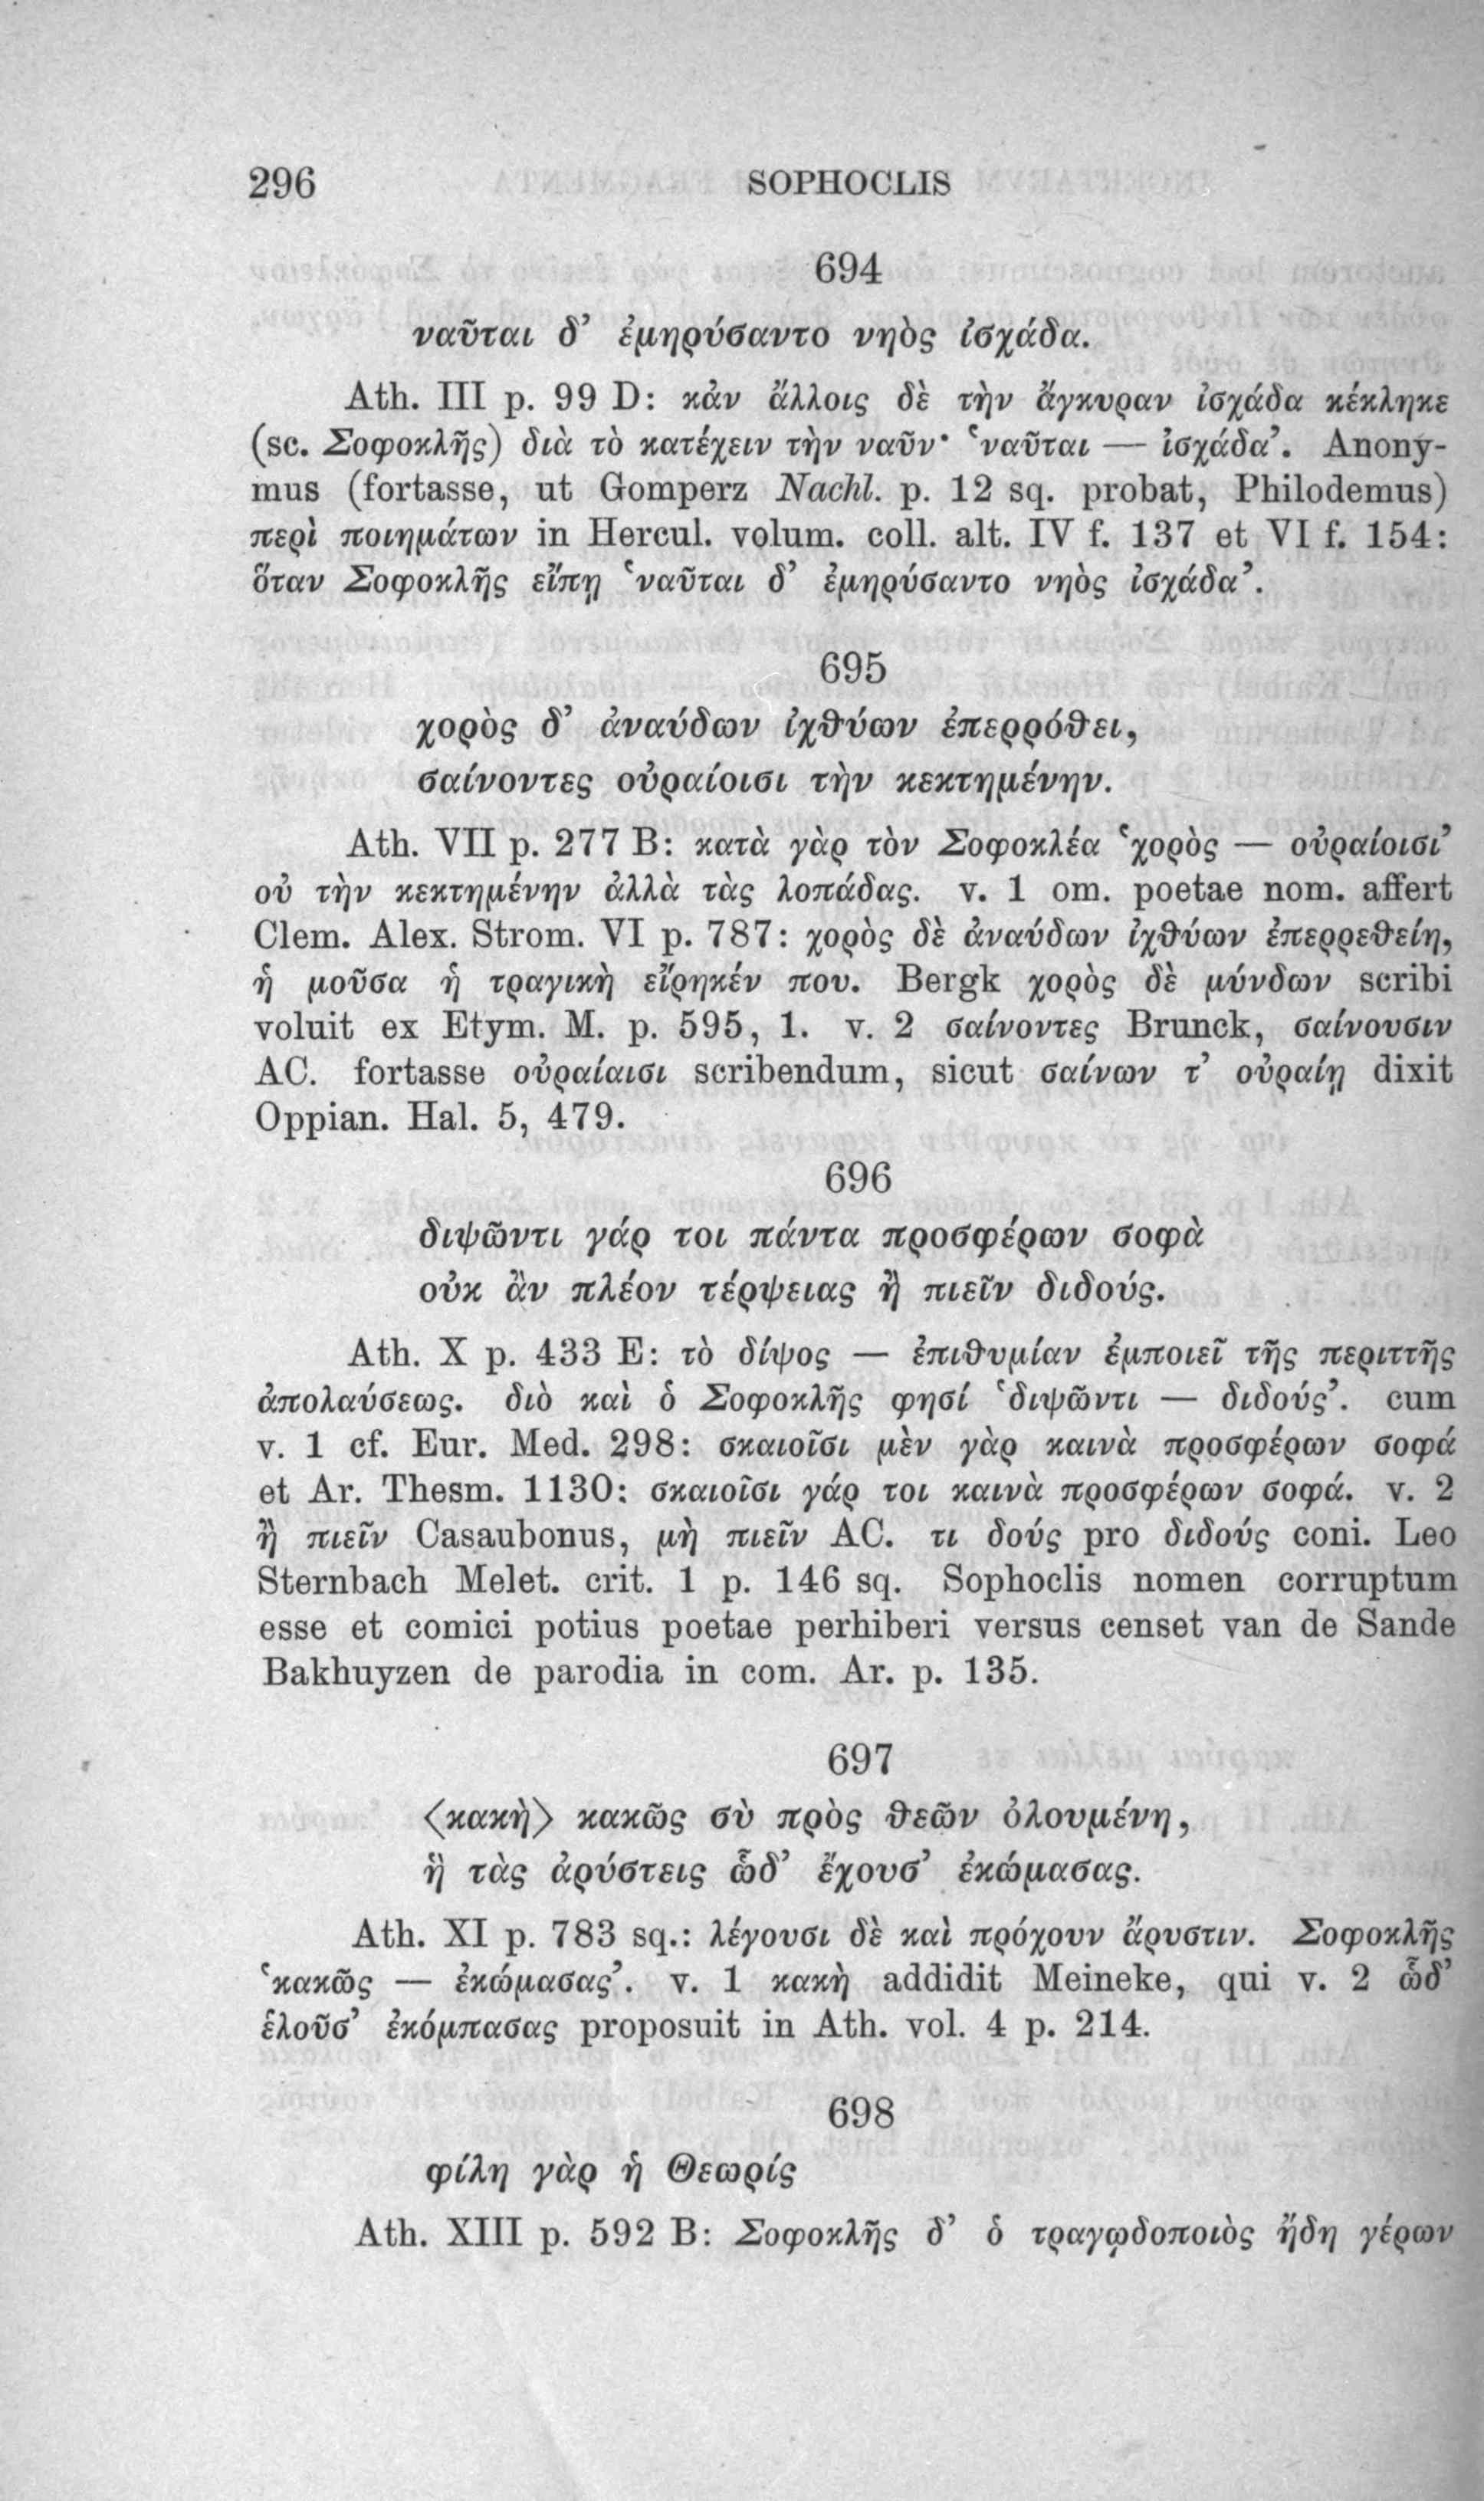 296
SOPHOCLIS
694
ναῦται δ’ ἐμηρύσαντο νηὸς ἰσχάδα.
Ath. III p. 99 D: κἀν ἄλλοις δὲ τὴν ἄγκυραν ἰσχάδα κέκληκε
(sc. Σοφοκλῆς) διὰ τὸ κατέχειν τὴν ναῦν· ‘ναῦται — ἰσχάδα’. Anony-
mus (fortasse, ut Gomperz Nachl. p. 12 sq. probat, Philodemus)
περὶ ποιημάτων in Hercul. volum. coll. alt. IV f. 137 et VI f. 154:
ὅταν Σοφοκλῆς εἴπῃ ‘ναῦται δ’ ἐμηρύσαντο νηὸς ἰσχάδα’.
695
χορὸς δ’ ἀναύδων ἰχθύων ἐπερρόθει,
σαίνοντες οὐραίοισι τὴν κεκτημένην.
Ath. VII p. 277 B: κατὰ γὰρ τὸν Σοφοκλέα ‘χορὸς — οὐραίοισι’
οὐ τὴν κεκτημένην ἀλλὰ τὰς λοπάδας. v. 1 om. poetae nom. affert
Clem. Alex. Strom. VI p. 787: χορὸς δὲ ἀναύδων ἰχθύων ἐπερρεθείη,
ἡ μοῦσα ἡ τραγικὴ εἴρηκέν που. Bergk χορὸς δὲ μύνδων scribi
voluit ex Etym. M. p. 595, 1. v. 2 σαίνοντες Brunck, σαίνουσιν
AC. fortasse οὐραίαισι scribendum, sicut σαίνων τ’ οὐραίῃ dixit
Oppian. Hal. 5, 479.
696
διψῶντι γάρ τοι πάντα προσφέρων σοφὰ
οὐκ ἂν πλέον τέρψειας ἢ πιεῖν διδούς.
Ath. X p. 433 E: τὸ δίψος — ἐπιθυμίαν ἐμποιεῖ τῆς περιττῆς
ἀπολαύσεως. διὸ καὶ ὁ Σοφοκλῆς φησί ‘διψῶντι — διδούς’. cum
v. 1 cf. Eur. Med. 298: σκαιοῖσι μὲν γὰρ καινὰ προσφέρων σοφά
et Ar. Thesm. 1130: σκαιοῖσι γάρ τοι καινὰ προσφέρων σοφά. v. 2
ἢ πιεῖν Casaubonus, μὴ πιεῖν AC. τι δούς pro διδούς coni. Leo
Sternbach Melet. crit. 1 p. 146 sq. Sophoclis nomen corruptum
esse et comici potius poetae perhiberi versus censet van de Sande
Bakhuyzen de parodia in com. Ar. p. 135.
697
⟨κακὴ⟩ κακῶς σὺ πρὸς θεῶν ὀλουμένη,
ἣ τὰς ἀρύστεις ὧδ’ ἔχουσ’ ἐκώμασας.
Ath. XI p. 783 sq.: λέγουσι δὲ καὶ πρόχουν ἄρυστιν. Σοφοκλῆς
‘κακῶς — ἐκώμασας’. v. 1 κακὴ addidit Meineke, qui v. 2 ὧδ’
ἑλοῦσ’ ἐκόμπασας proposuit in Ath. vol. 4 p. 214.
698
φίλη γὰρ ἡ Θεωρίς
Ath. XIII p. 592 B: Σοφοκλῆς δ’ ὁ τραγῳδοποιὸς ἤδη γέρων